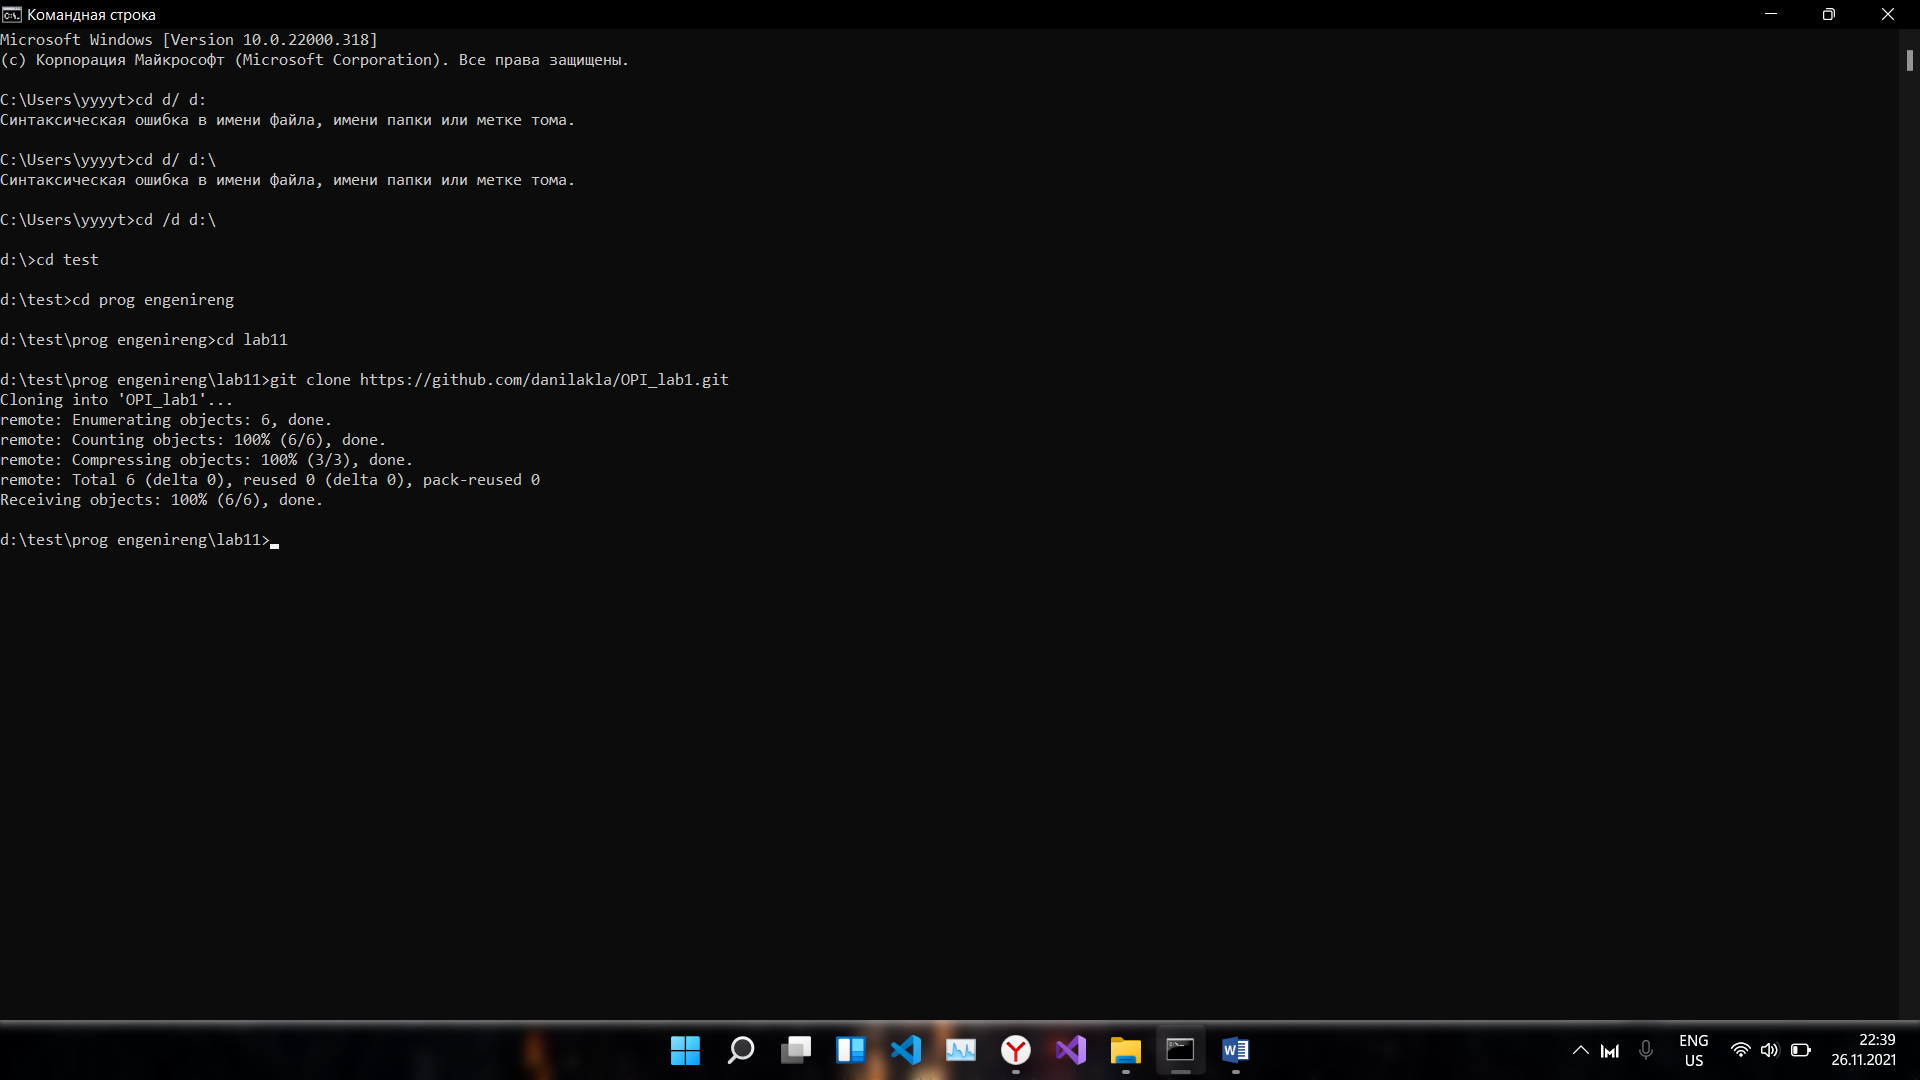 Командная строка
Microsoft Windows [Version 10.0.22000.318]
(c) Корпорация Майкрософт (Microsoft Corporation). Все права защищены.
C:\Users\yyyyt>cd d/ d:
Синтаксическая ошибка в имени файла, имени папки или метке тома.
C:\Users\yyyyt>cd d/ d:\
Синтаксическая ошибка в имени файла, имени папки или метке тома.
C:\Users\yyyyt>cd /d d:\
d:\>cd test
d:\test>cd prog engenireng
d:\test\prog engenireng>cd lab11
d:\test\prog engenireng\lab11>git clone https://github.com/danilakla/OPI_lab1.git
Cloning into 'OPI_lab1'...
remote: Enumerating objects: 6, done.
remote: Counting objects: 100% (6/6), done.
remote: Compressing objects: 100% (3/3), done.
remote: Total 6 (delta 0), reused 0 (delta 0), pack-reused 0
Receiving objects: 100% (6/6), done.
d:\test\prog engenireng\lab11>
ENG
US
22:39
26.11.2021